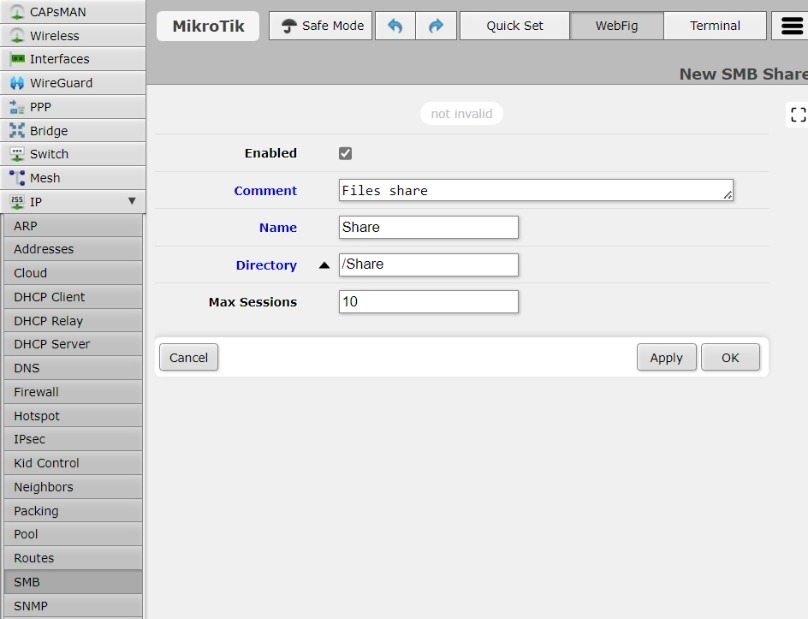 CAPsMAN
Wireless
Interfaces
WireGuard
PPP
Bridge
Switch
Mesh
IP
ARP
Addresses
Cloud
DHCP Client
DHCP Relay
DHCP Server
DNS
Firewall
Hotspot
IPsec
Kid Control
Neighbors
Packing
Pool
Routes
SMB
SNMP
MikroTik
Safe Mode
Quick Set
WebFig
Terminal
New SMB Share
not invalid
Enabled
Comment Files share
Name Share
Directory /Share
Max Sessions 10
Cancel Apply OK